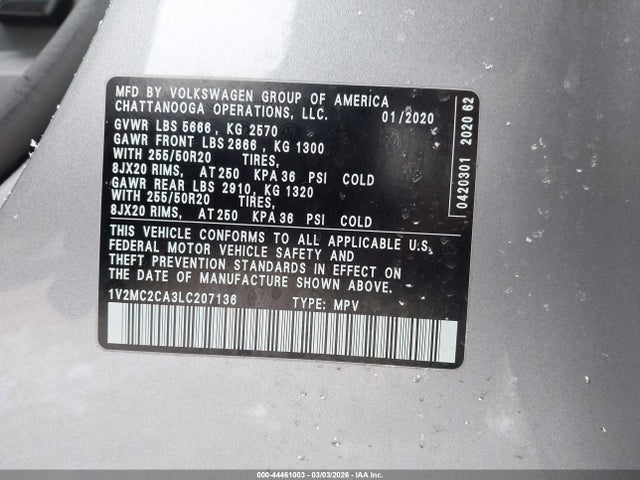 MFD BY VOLKSWAGEN GROUP OF AMERICA
CHATTANOOGA OPERATIONS, LLC. 01/2020
GVWR LBS 5666 , KG 2570
GAWR FRONT LBS 2866 , KG 1300
WITH 255/50R20 TIRES,
8JX20 RIMS, AT 250 KPA 36 PSI COLD
GAWR REAR LBS 2910, KG 1320
WITH 255/50R20 TIRES,
8JX20 RIMS, AT 250 KPA 36 PSI COLD
THIS VEHICLE CONFORMS TO ALL APPLICABLE U.S.
FEDERAL MOTOR VEHICLE SAFETY AND
THEFT PREVENTION STANDARDS IN EFFECT ON THE
DATE OF MANUFACTURE SHOWN ABOVE.
1V2MC2CA3LC207136 TYPE: MPV
0420301 2020 62
000-44461003 | 03/03/2026 | IAA Inc.